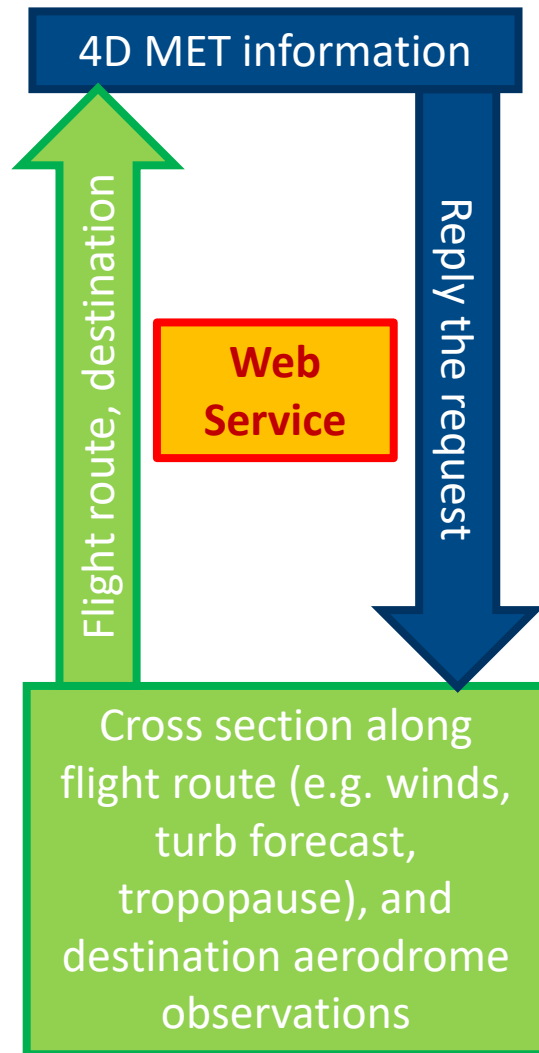 4D MET information
Flight route, destination
Web
Service
Reply the request
Cross section along
flight route (e.g. winds,
turb forecast,
tropopause), and
destination aerodrome
observations